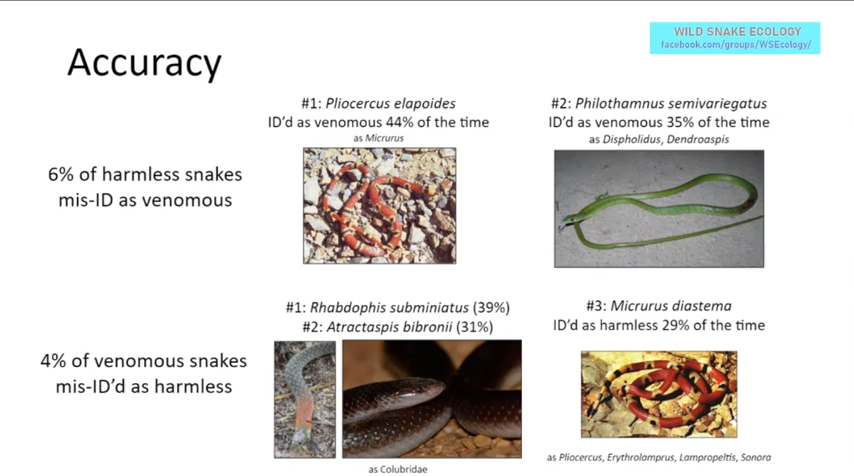 WILD SNAKE ECOLOGY
facebook.com/groups/WSEcology/
Accuracy
#1: Pliocercus elapoides
ID'd as venomous 44% of the time
as Micrurus
#2: Philothamnus semivariegatus
ID'd as venomous 35% of the time
as Dispholidus, Dendroaspis
6% of harmless snakes
mis-ID as venomous
#1: Rhabdophis subminiatus (39%)
#2: Atractaspis bibronii (31%)
#3: Micrurus diastema
ID'd as harmless 29% of the time
4% of venomous snakes
mis-ID'd as harmless
as Colubridae
as Pliocercus, Erythrolamprus, Lampropeltis, Sonora